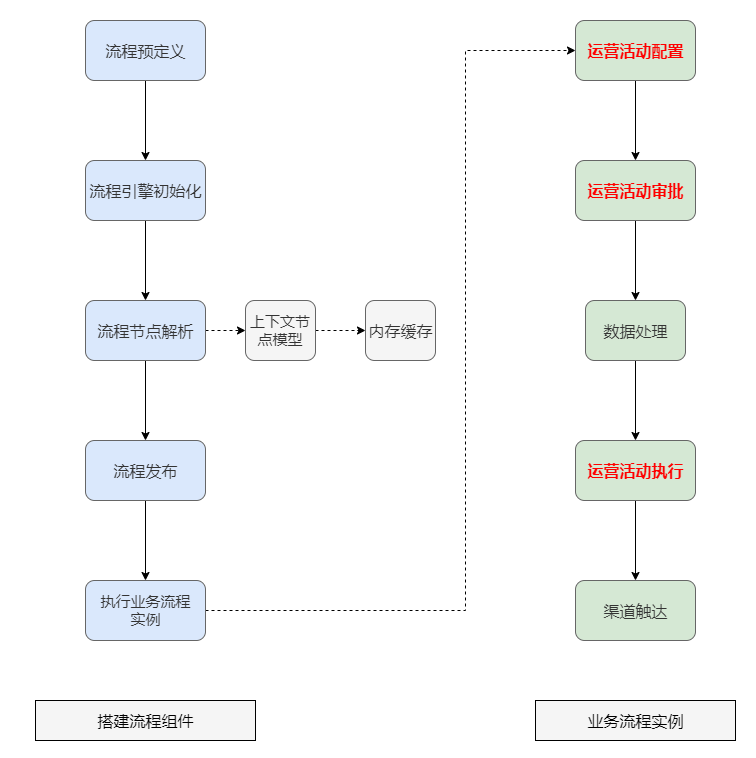 流程预定义
流程引擎初始化
流程节点解析
上下文节
点模型
内存缓存
流程发布
执行业务流程
实例
搭建流程组件
运营活动配置
运营活动审批
数据处理
运营活动执行
渠道触达
业务流程实例